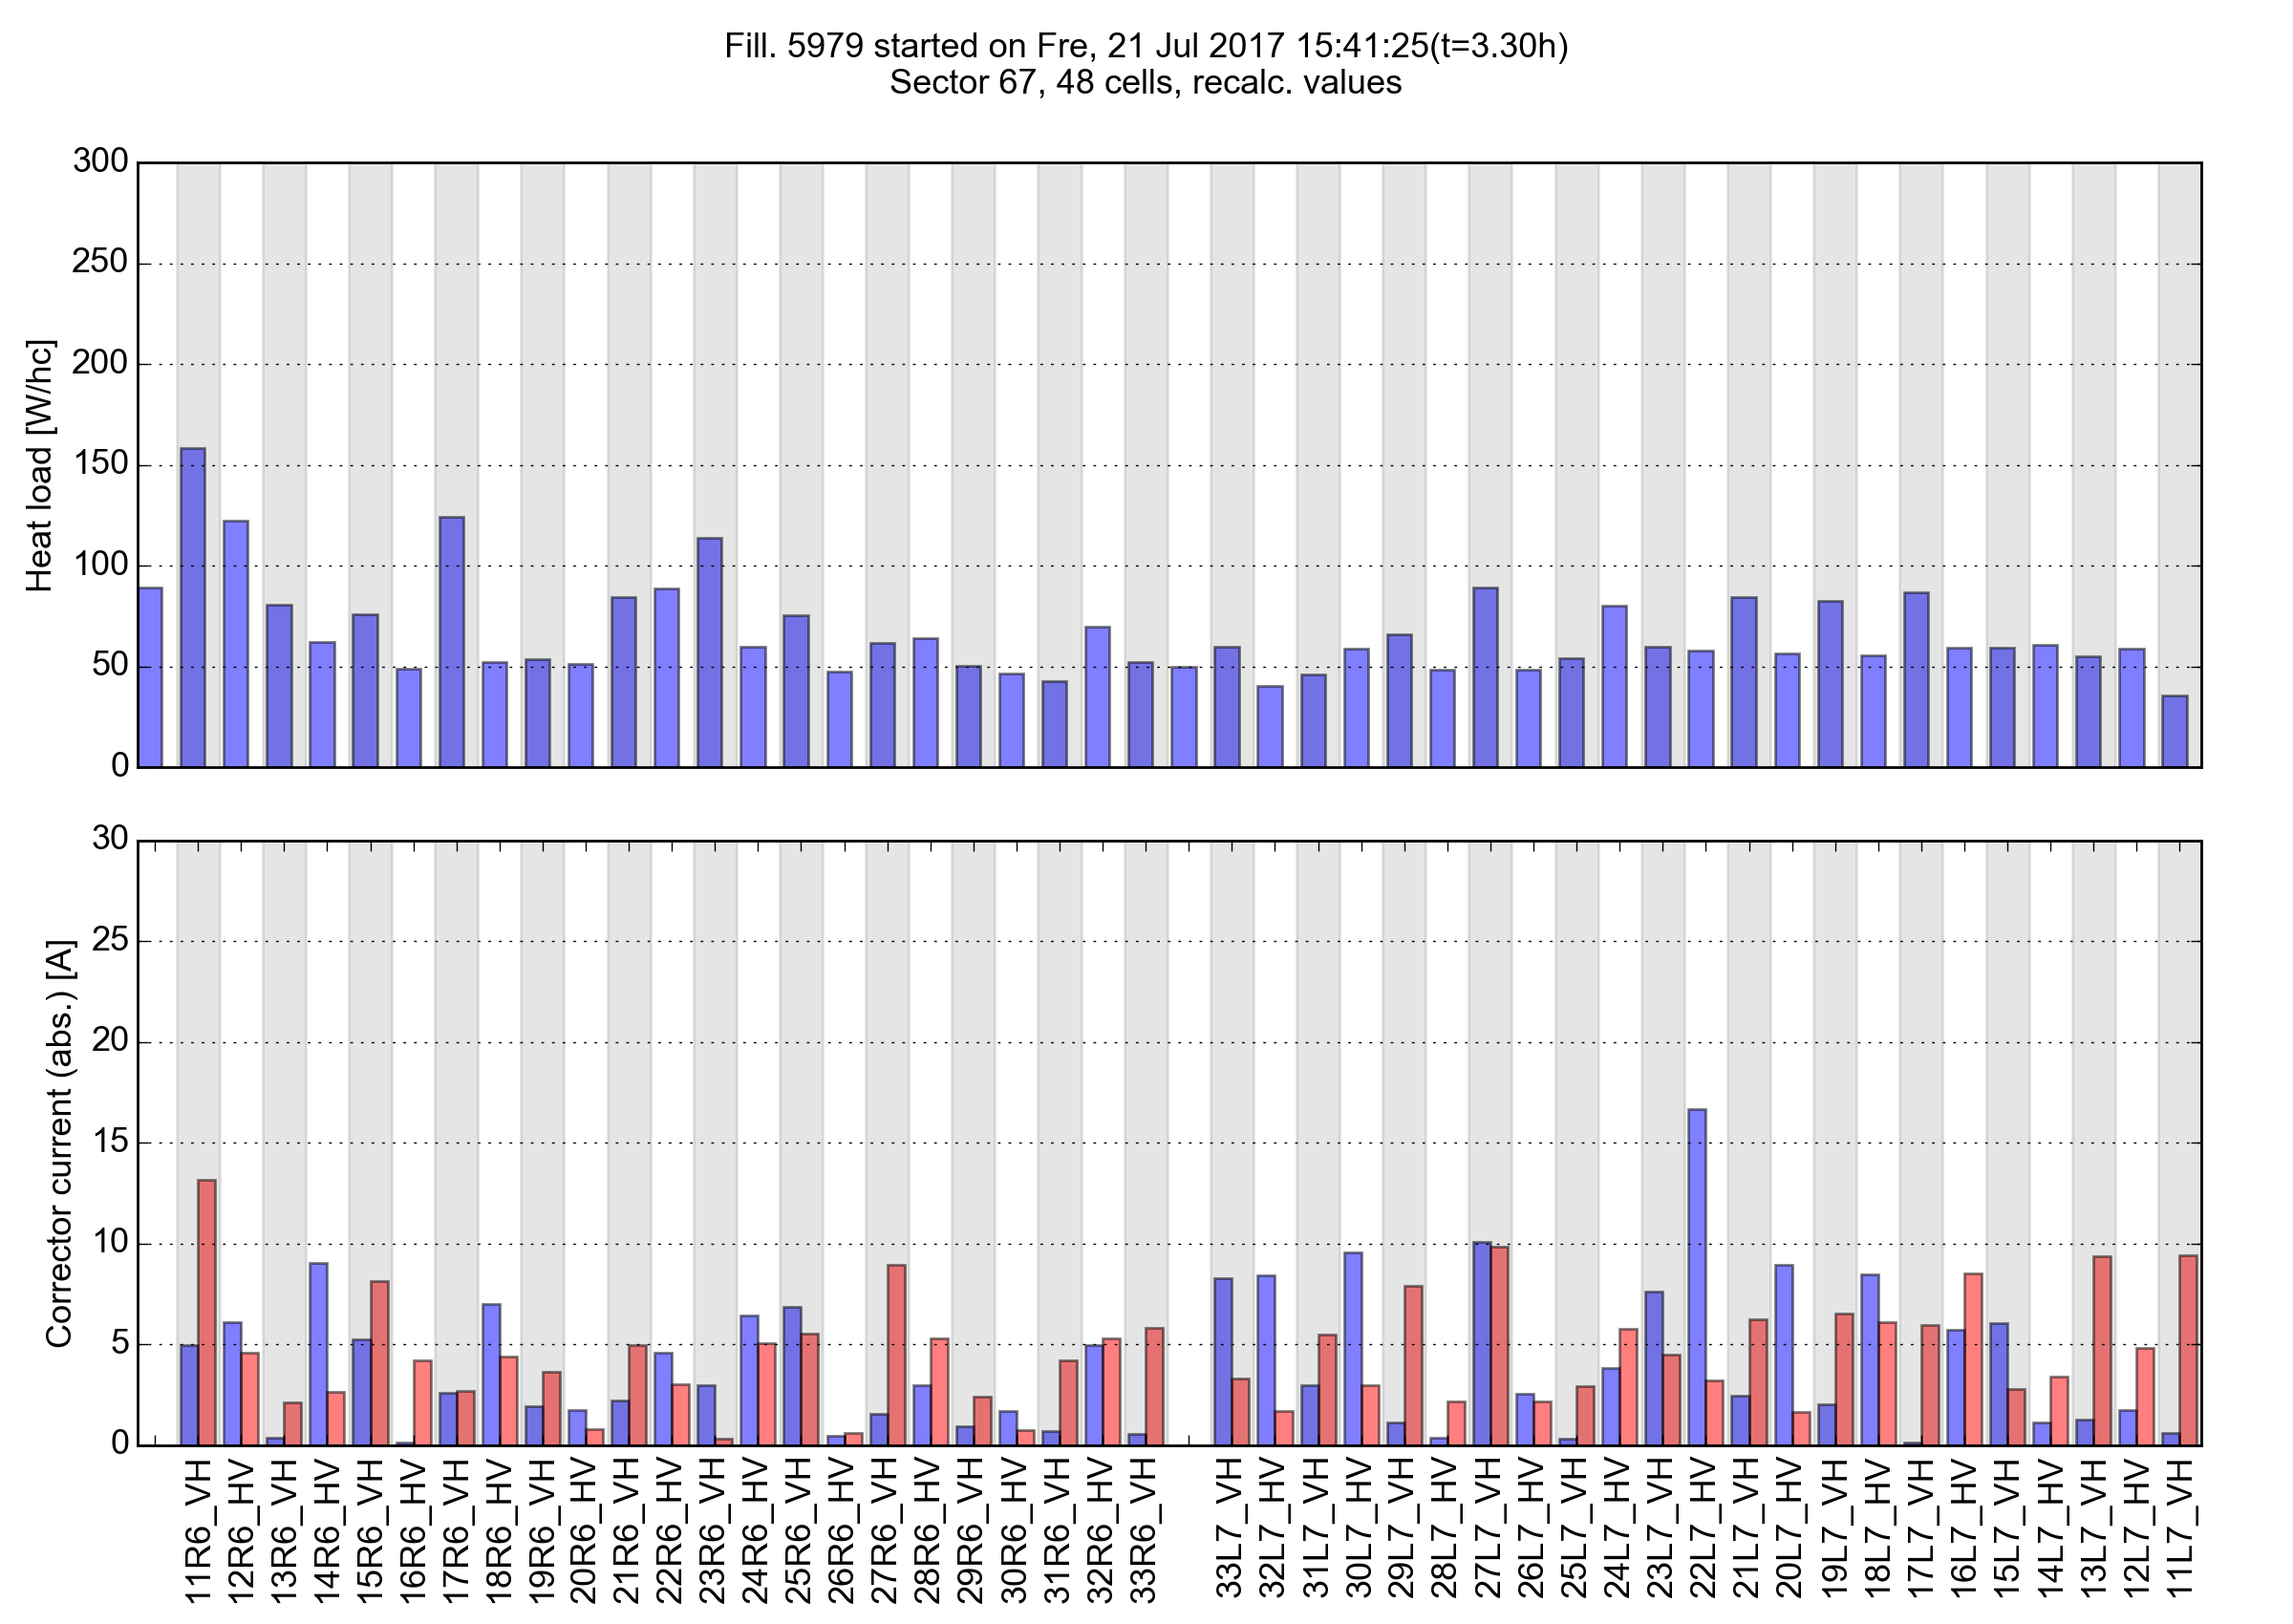 Fill. 5979 started on Fre, 21 Jul 2017 15:41:25(t=3.30h)
Sector 67, 48 cells, recalc. values
300
250
200
150
100
50
0
Heat load [W/hc]
30
25
20
15
10
5
0
Corrector current (abs.) [A]
11R6_VH
12R6_HV
13R6_VH
14R6_HV
15R6_VH
16R6_HV
17R6_VH
18R6_HV
19R6_VH
20R6_HV
21R6_VH
22R6_HV
23R6_VH
24R6_HV
25R6_VH
26R6_HV
27R6_VH
28R6_HV
29R6_VH
30R6_HV
31R6_VH
32R6_HV
33R6_VH
33L7_VH
32L7_HV
31L7_VH
30L7_HV
29L7_VH
28L7_HV
27L7_VH
26L7_HV
25L7_VH
24L7_HV
23L7_VH
22L7_HV
21L7_VH
20L7_HV
19L7_VH
18L7_HV
17L7_VH
16L7_HV
15L7_VH
14L7_HV
13L7_VH
12L7_HV
11L7_VH